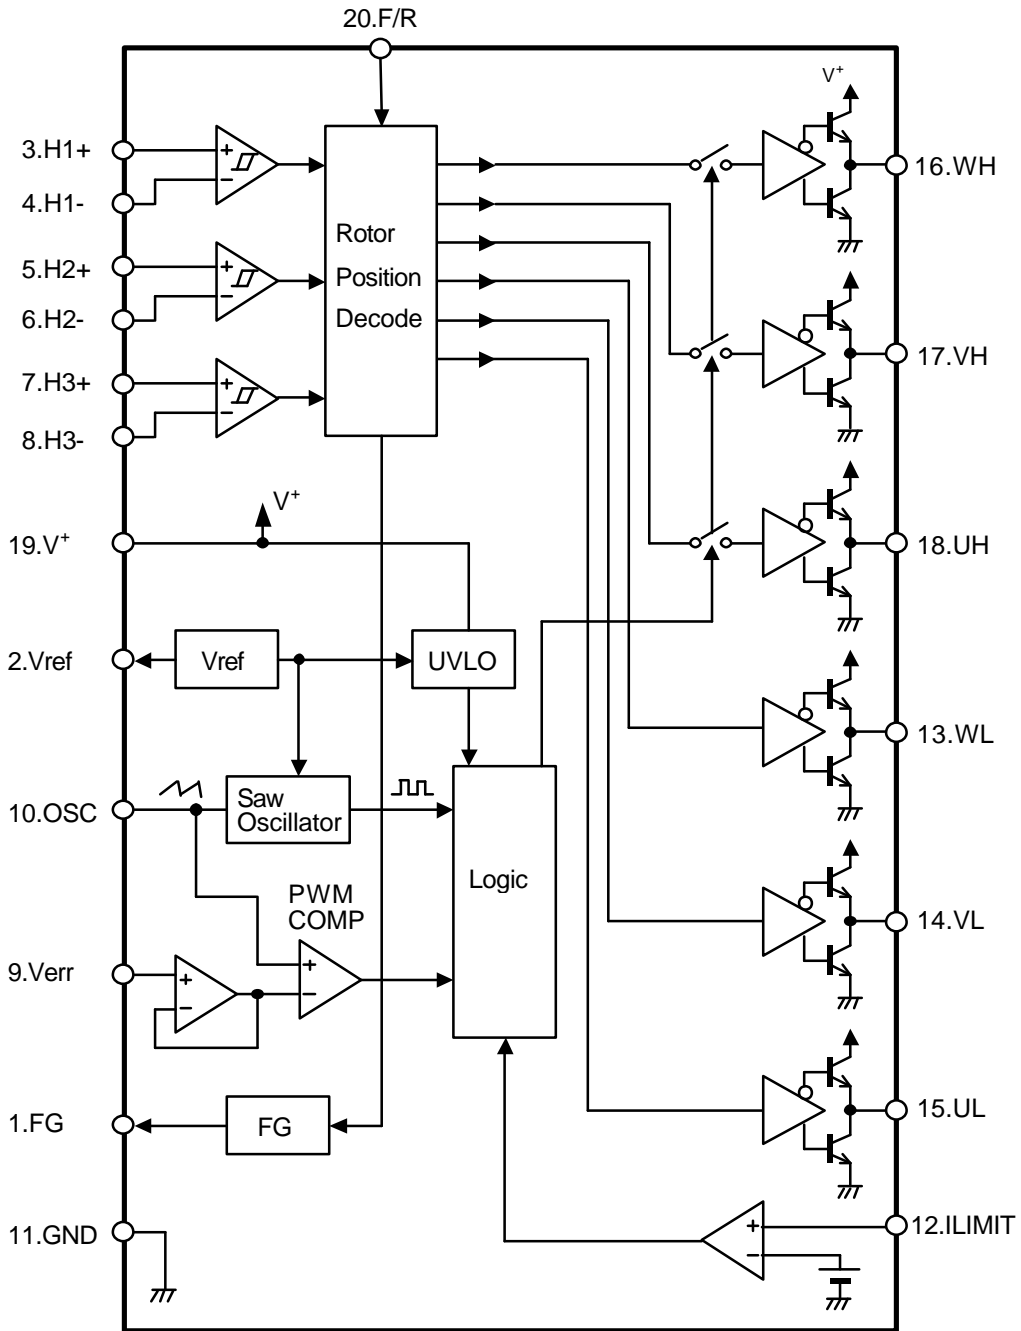 20.F/R
V+
3.H1+
+
−
4.H1-
16.WH
5.H2+
+
−
6.H2-
Rotor
Position
Decode
7.H3+
+
−
8.H3-
17.VH
V+
19.V+
18.UH
2.Vref
Vref
UVLO
13.WL
10.OSC
Saw
Oscillator
Logic
PWM
COMP
14.VL
9.Verr
+
−
+
−
1.FG
FG
15.UL
11.GND
+
−
12.ILIMIT